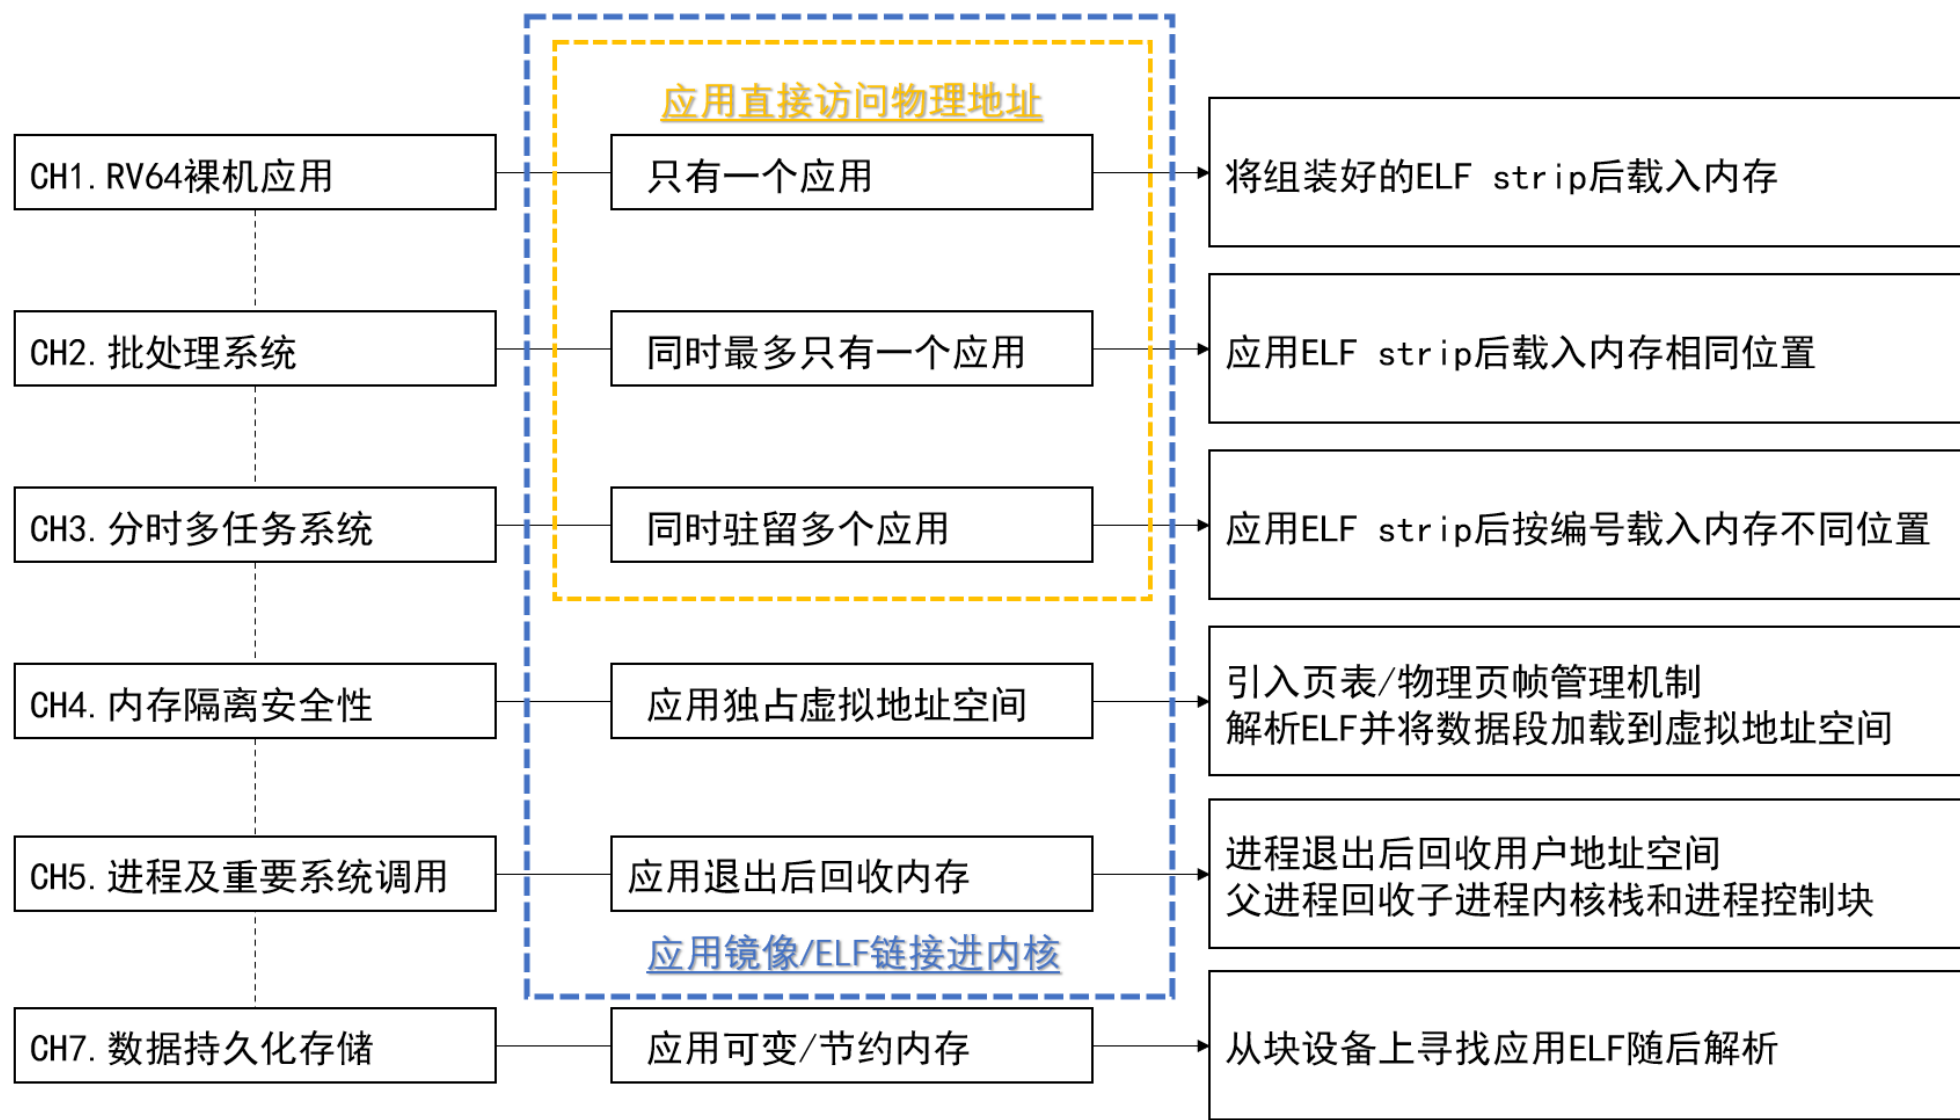 应用直接访问物理地址
CH1.RV64裸机应用
只有一个应用
将组装好的ELF strip后载入内存
CH2.批处理系统
同时最多只有一个应用
应用ELF strip后载入内存相同位置
CH3.分时多任务系统
同时驻留多个应用
应用ELF strip后按编号载入内存不同位置
CH4.内存隔离安全性
应用独占虚拟地址空间
引入页表/物理页帧管理机制
解析ELF并将数据段加载到虚拟地址空间
CH5.进程及重要系统调用
应用退出后回收内存
进程退出后回收用户地址空间
父进程回收子进程内核栈和进程控制块
应用镜像/ELF链接进内核
CH7.数据持久化存储
应用可变/节约内存
从块设备上寻找应用ELF随后解析